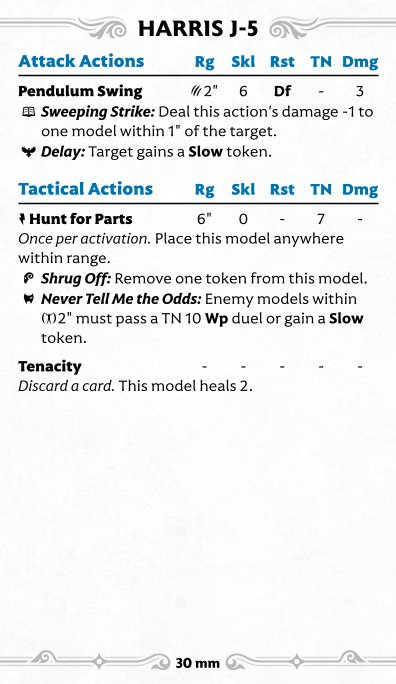 HARRIS J-5
Attack Actions Rg Skl Rst TN Dmg
Pendulum Swing 2" 6 Df - 3
Sweeping Strike: Deal this action's damage -1 to
one model within 1" of the target.
Delay: Target gains a Slow token.
Tactical Actions Rg Skl Rst TN Dmg
Hunt for Parts 6" 0 - 7 -
Once per activation. Place this model anywhere
within range.
Shrug Off: Remove one token from this model.
Never Tell Me the Odds: Enemy models within
2" must pass a TN 10 Wp duel or gain a Slow
token.
Tenacity - - - - -
Discard a card. This model heals 2.
30 mm